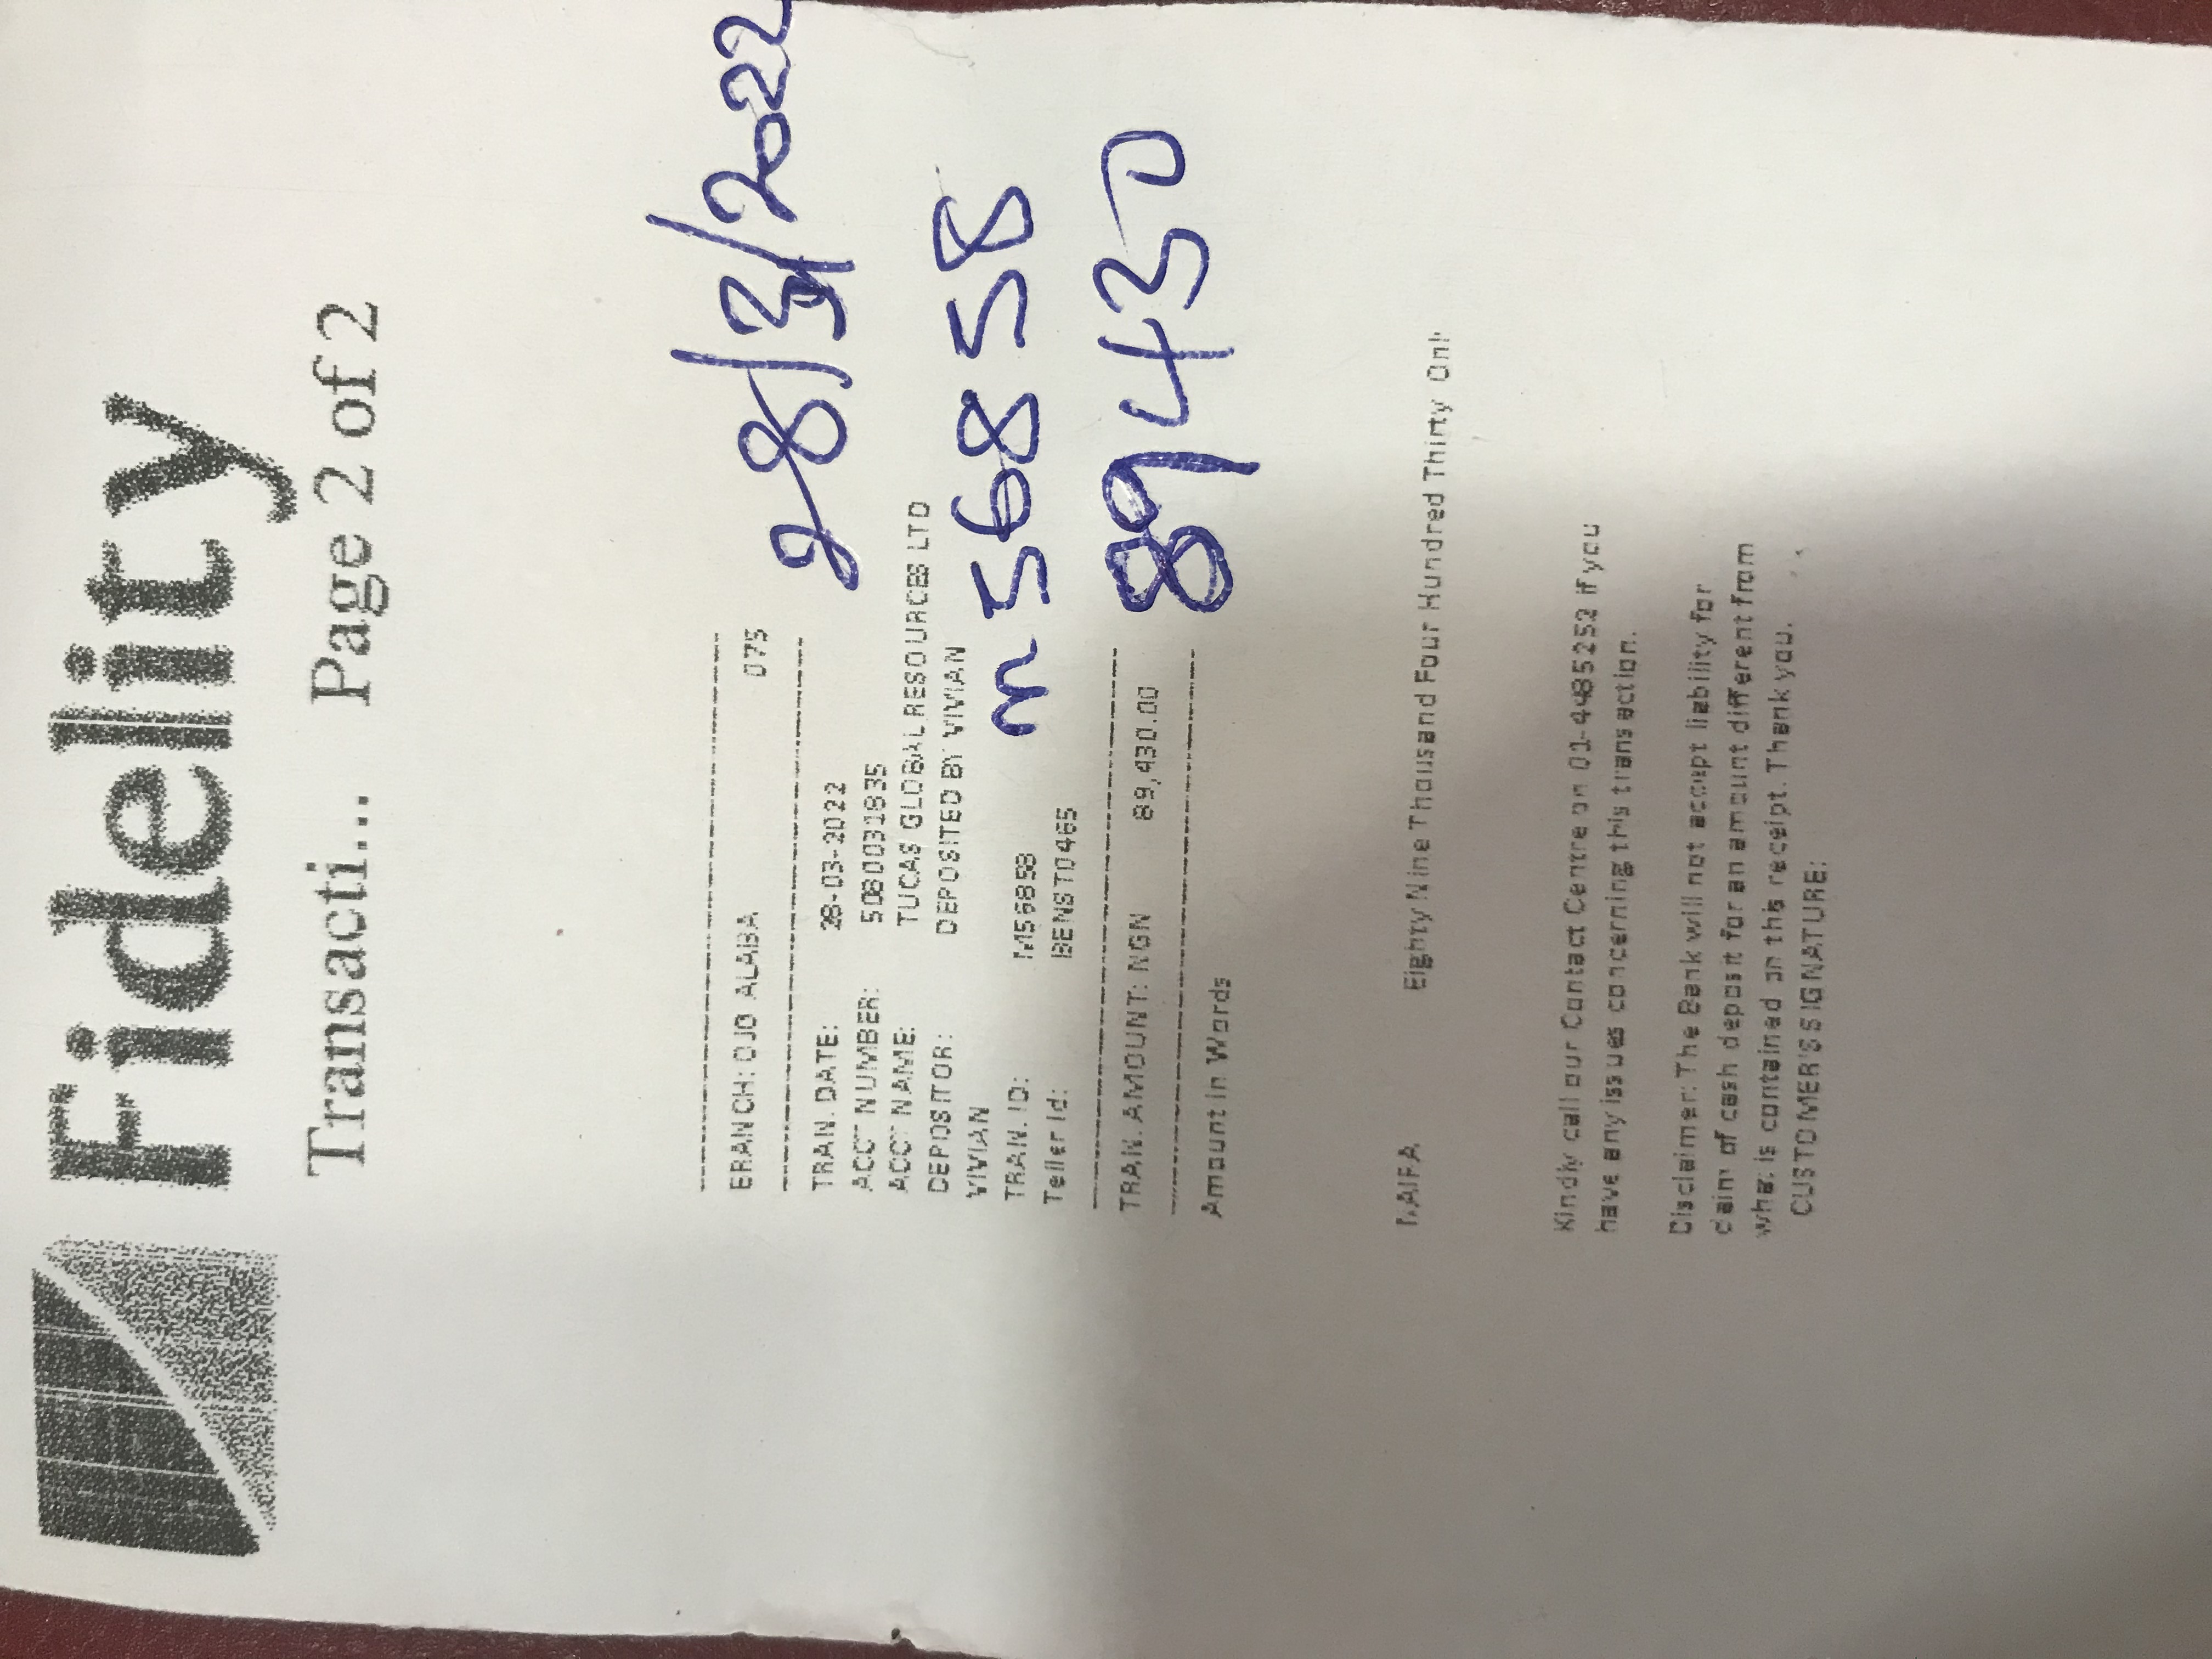 Fidelity
Transacti... Page 2 of 2
BRANCH: OJO ALABA 075
28/3/2022
TRAN. DATE: 28-03-2022
ACCT NUMBER: 5080031835
ACCT NAME: TUCAS GLOBAL RESOURCES LTD
DEPOSITOR: DEPOSITED BY VIVIAN
VIVIAN
TRAN. ID: M56858
m 56858
Teller Id: BENST0465
TRAN. AMOUNT: NGN 89,430.00
89430
Amount in Words
NAIRA Eighty Nine Thousand Four Hundred Thirty Onl
Kindly call our Contact Centre on 01-4485252 if you
have any issues concerning this transaction.
Disclaimer: The Bank will not accept liability for
claim of cash deposit for an amount different from
what is contained on this receipt. Thank you.
CUSTOMER'S SIGNATURE: